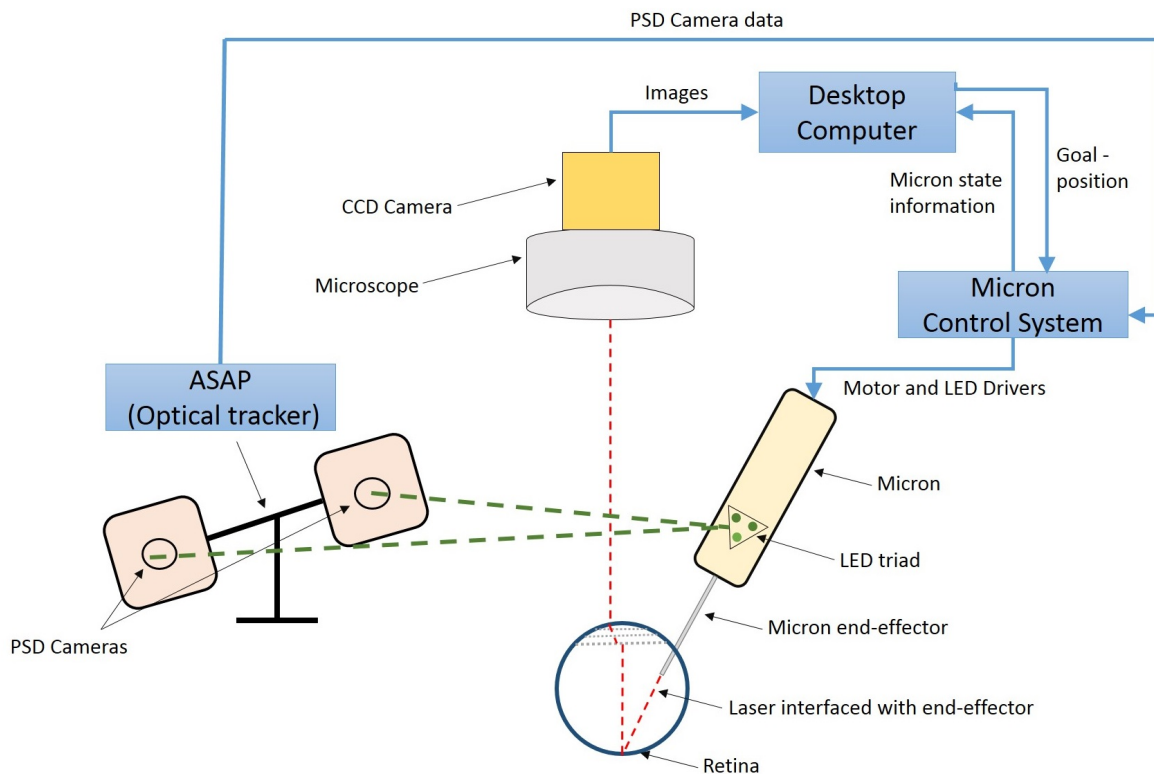 PSD Camera data
Images
Desktop
Computer
Goal -
position
Micron state
information
CCD Camera
Microscope
Micron
Control System
ASAP
(Optical tracker)
Motor and LED Drivers
Micron
LED triad
Micron end-effector
PSD Cameras
Laser interfaced with end-effector
Retina